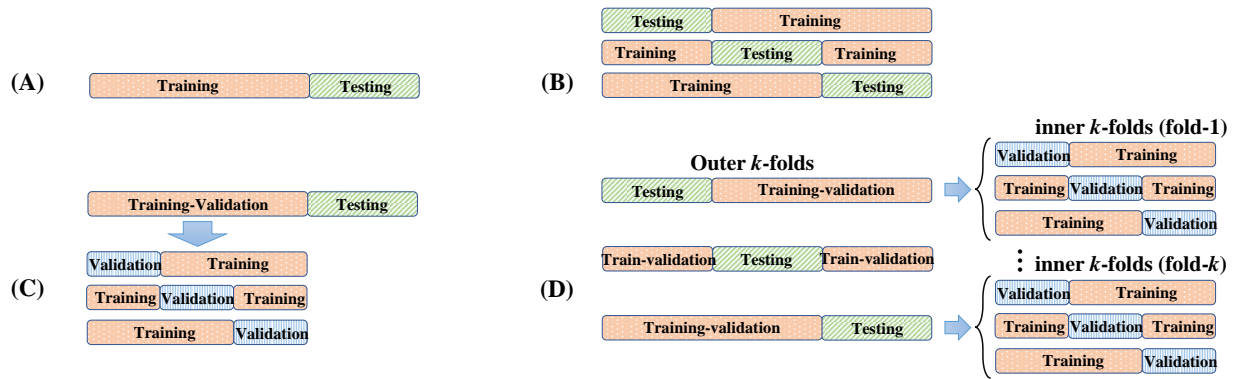 (A)
Training Testing
(B)
Testing Training
Training Testing Training
Training Testing
(C)
Training-Validation Testing
Validation Training
Training Validation Training
Training Validation
(D)
Outer k-folds
Testing Training-validation
Train-validation Testing Train-validation
Training-validation Testing
inner k-folds (fold-1)
Validation Training
Training Validation Training
Training Validation
⋮
inner k-folds (fold-k)
Validation Training
Training Validation Training
Training Validation